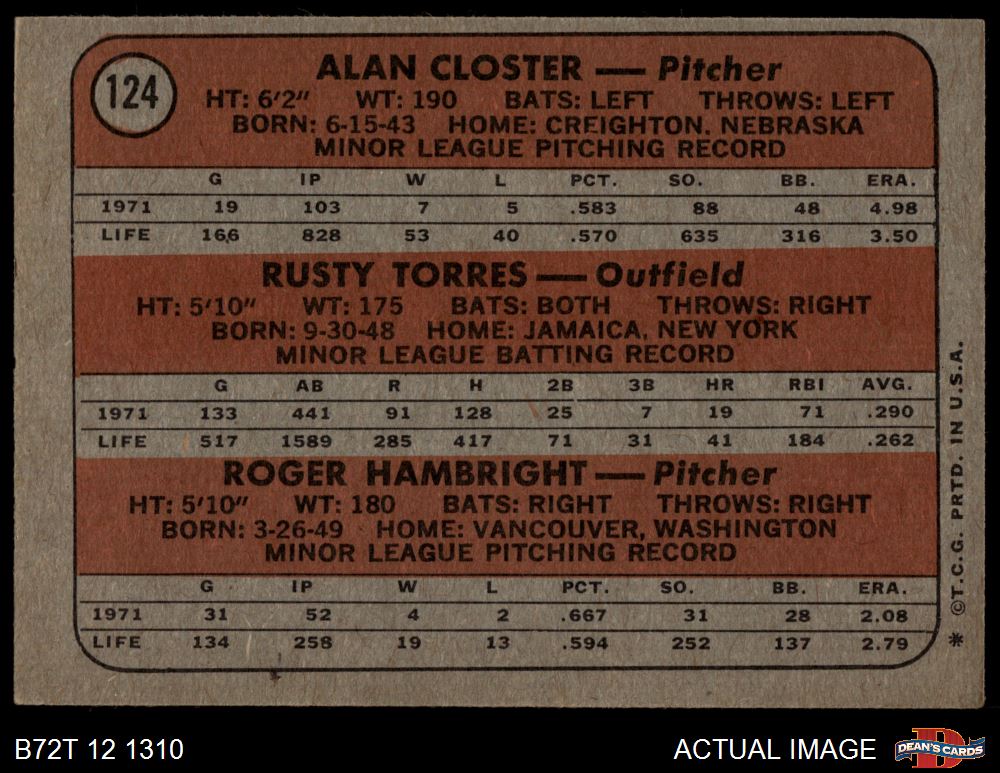 124
ALAN CLOSTER — Pitcher
HT: 6'2" WT: 190 BATS: LEFT THROWS: LEFT
BORN: 6-15-43 HOME: CREIGHTON, NEBRASKA
MINOR LEAGUE PITCHING RECORD
G IP W L PCT. SO. BB. ERA.
1971 19 103 7 5 .583 88 48 4.98
LIFE 166 828 53 40 .570 635 316 3.50
RUSTY TORRES — Outfield
HT: 5'10" WT: 175 BATS: BOTH THROWS: RIGHT
BORN: 9-30-48 HOME: JAMAICA, NEW YORK
MINOR LEAGUE BATTING RECORD
G AB R H 2B 3B HR RBI AVG.
1971 133 441 91 128 25 7 19 71 .290
LIFE 517 1589 285 417 71 31 41 184 .262
ROGER HAMBRIGHT — Pitcher
HT: 5'10" WT: 180 BATS: RIGHT THROWS: RIGHT
BORN: 3-26-49 HOME: VANCOUVER, WASHINGTON
MINOR LEAGUE PITCHING RECORD
G IP W L PCT. SO. BB. ERA.
1971 31 52 4 2 .667 31 28 2.08
LIFE 134 258 19 13 .594 252 137 2.79
* ©T.C.G. PRTD. IN U.S.A.
B72T 12 1310
ACTUAL IMAGE
D
DEAN'S CARDS